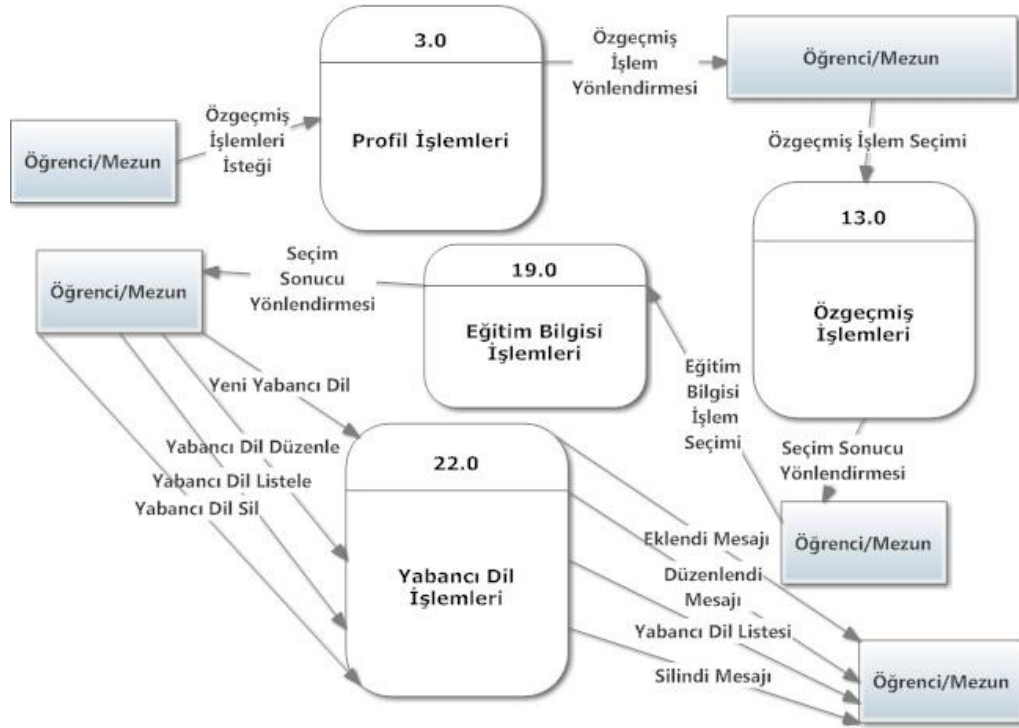 3.0
Profil İşlemleri
Özgeçmiş
İşlem
Yönlendirmesi
Öğrenci/Mezun
Öğrenci/Mezun
Özgeçmiş
İşlemleri
İsteği
Özgeçmiş İşlem Seçimi
13.0
Özgeçmiş
İşlemleri
Öğrenci/Mezun
Seçim
Sonucu
Yönlendirmesi
19.0
Eğitim Bilgisi
İşlemleri
Eğitim
Bilgisi
İşlem
Seçimi
Seçim Sonucu
Yönlendirmesi
Öğrenci/Mezun
Yeni Yabancı Dil
Yabancı Dil Düzenle
Yabancı Dil Listele
Yabancı Dil Sil
22.0
Yabancı Dil
İşlemleri
Eklendi Mesajı
Düzenlendi
Mesajı
Yabancı Dil Listesi
Silindi Mesajı
Öğrenci/Mezun